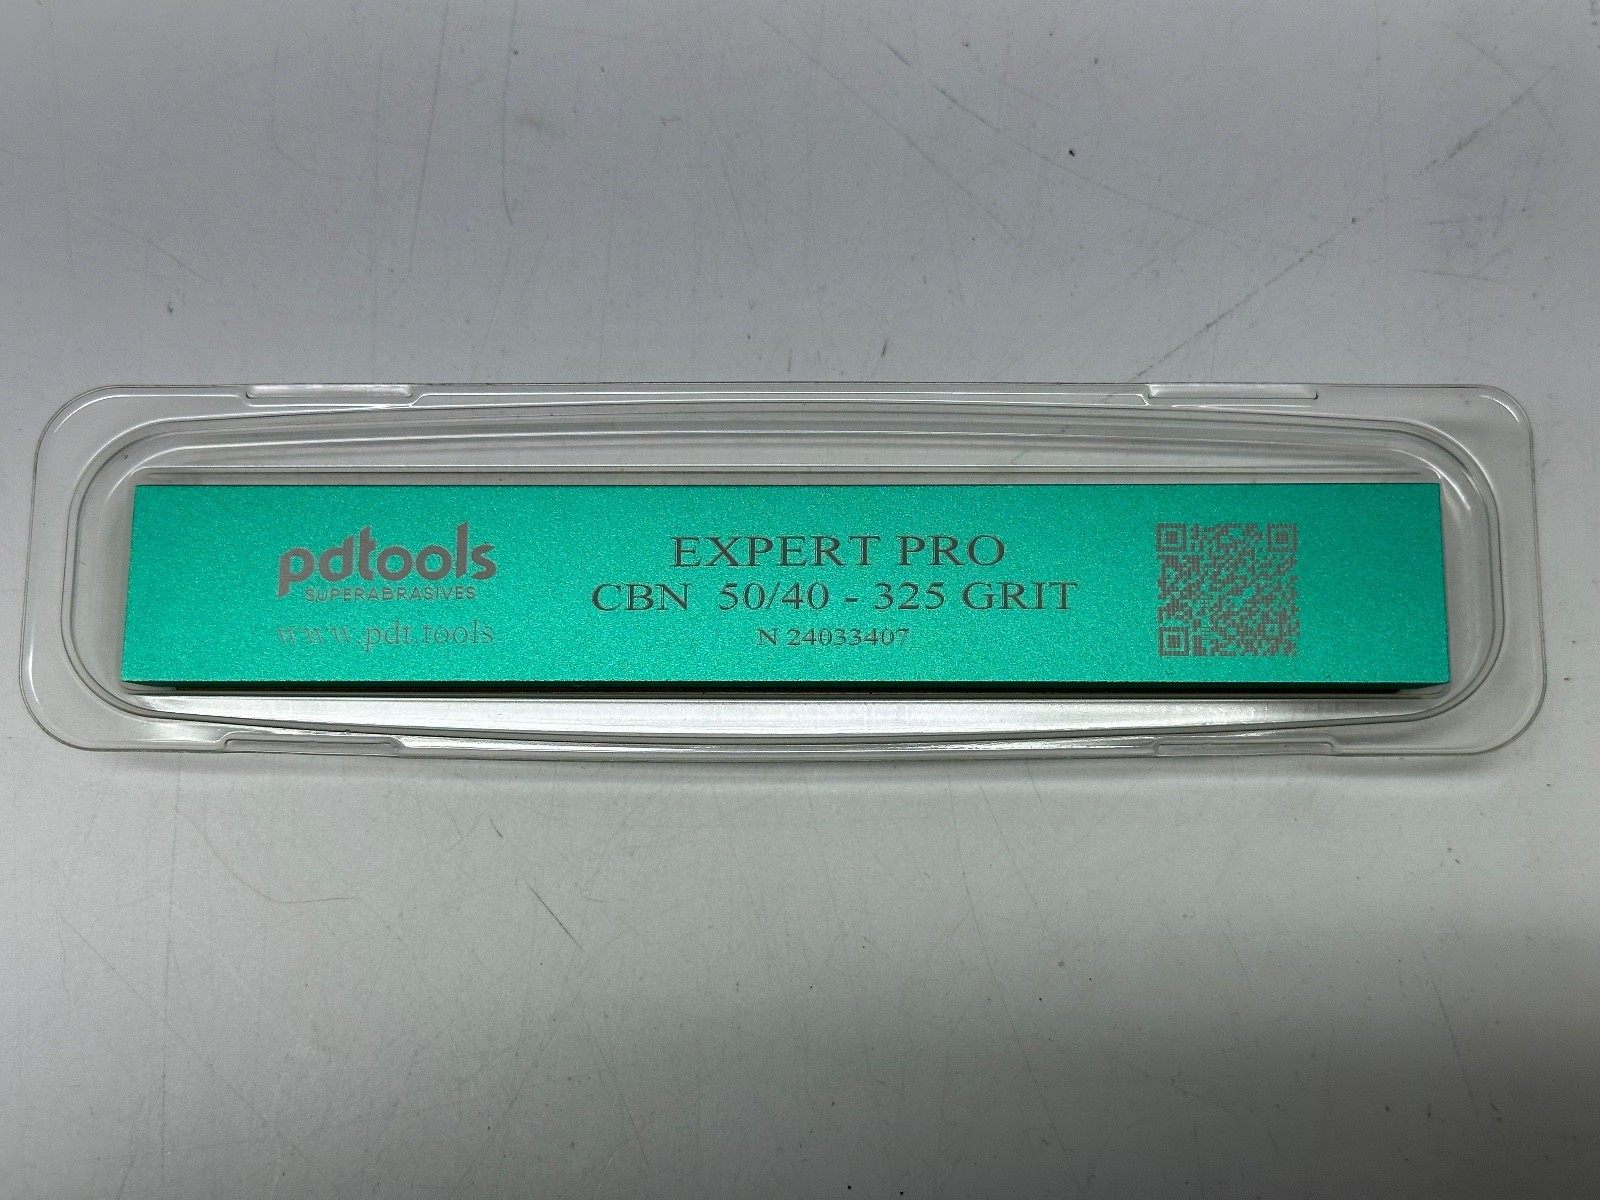 pdtools
SUPERABRASIVES
www.pdt.tools
EXPERT PRO
CBN 50/40 - 325 GRIT
N 24033407